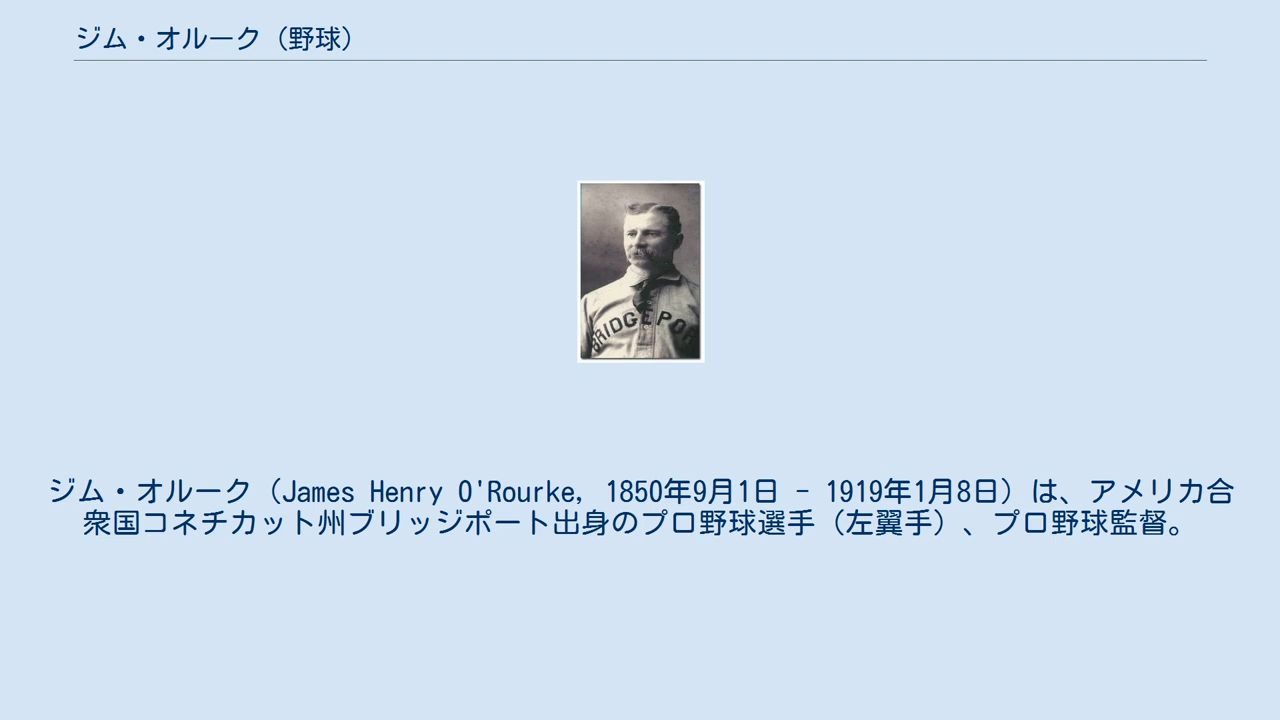 ジム・オルーク（野球）
BRIDGEPOR
ジム・オルーク（James Henry O'Rourke, 1850年9月1日 - 1919年1月8日）は、アメリカ合
衆国コネチカット州ブリッジポート出身のプロ野球選手（左翼手）、プロ野球監督。